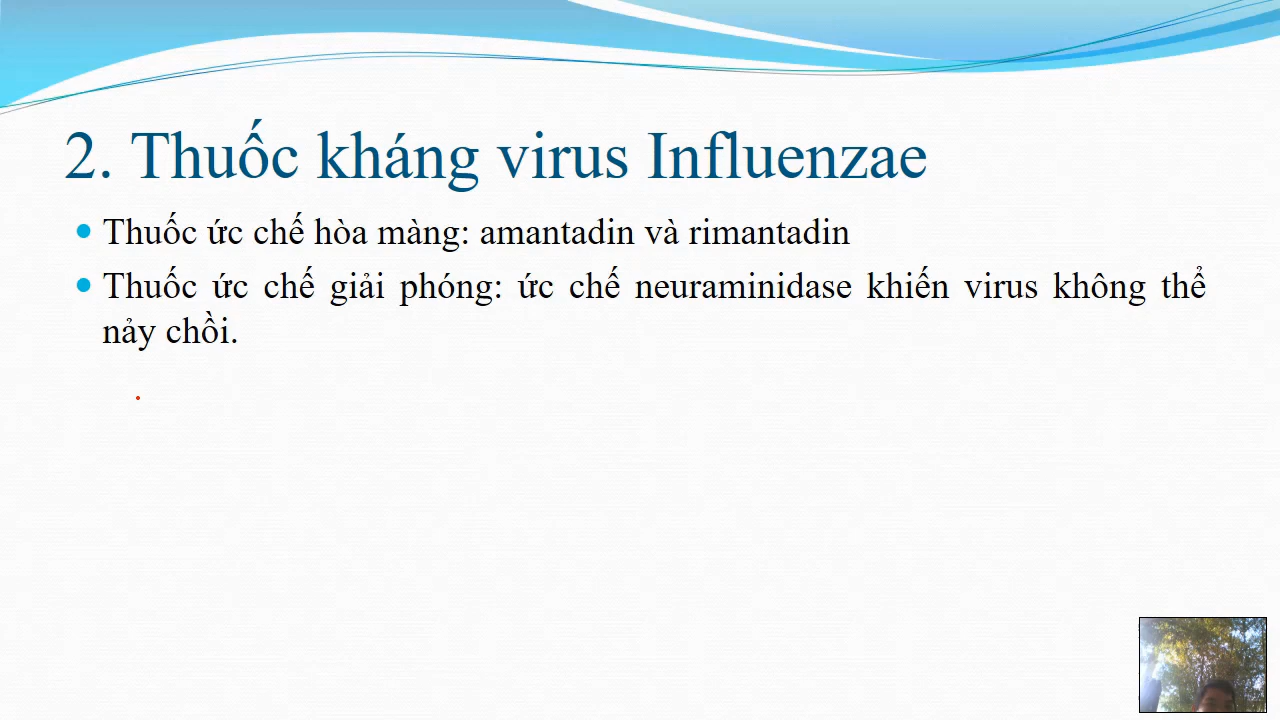 2. Thuốc kháng virus Influenzae
Thuốc ức chế hòa màng: amantadin và rimantadin
Thuốc ức chế giải phóng: ức chế neuraminidase khiến virus không thể
nảy chồi.